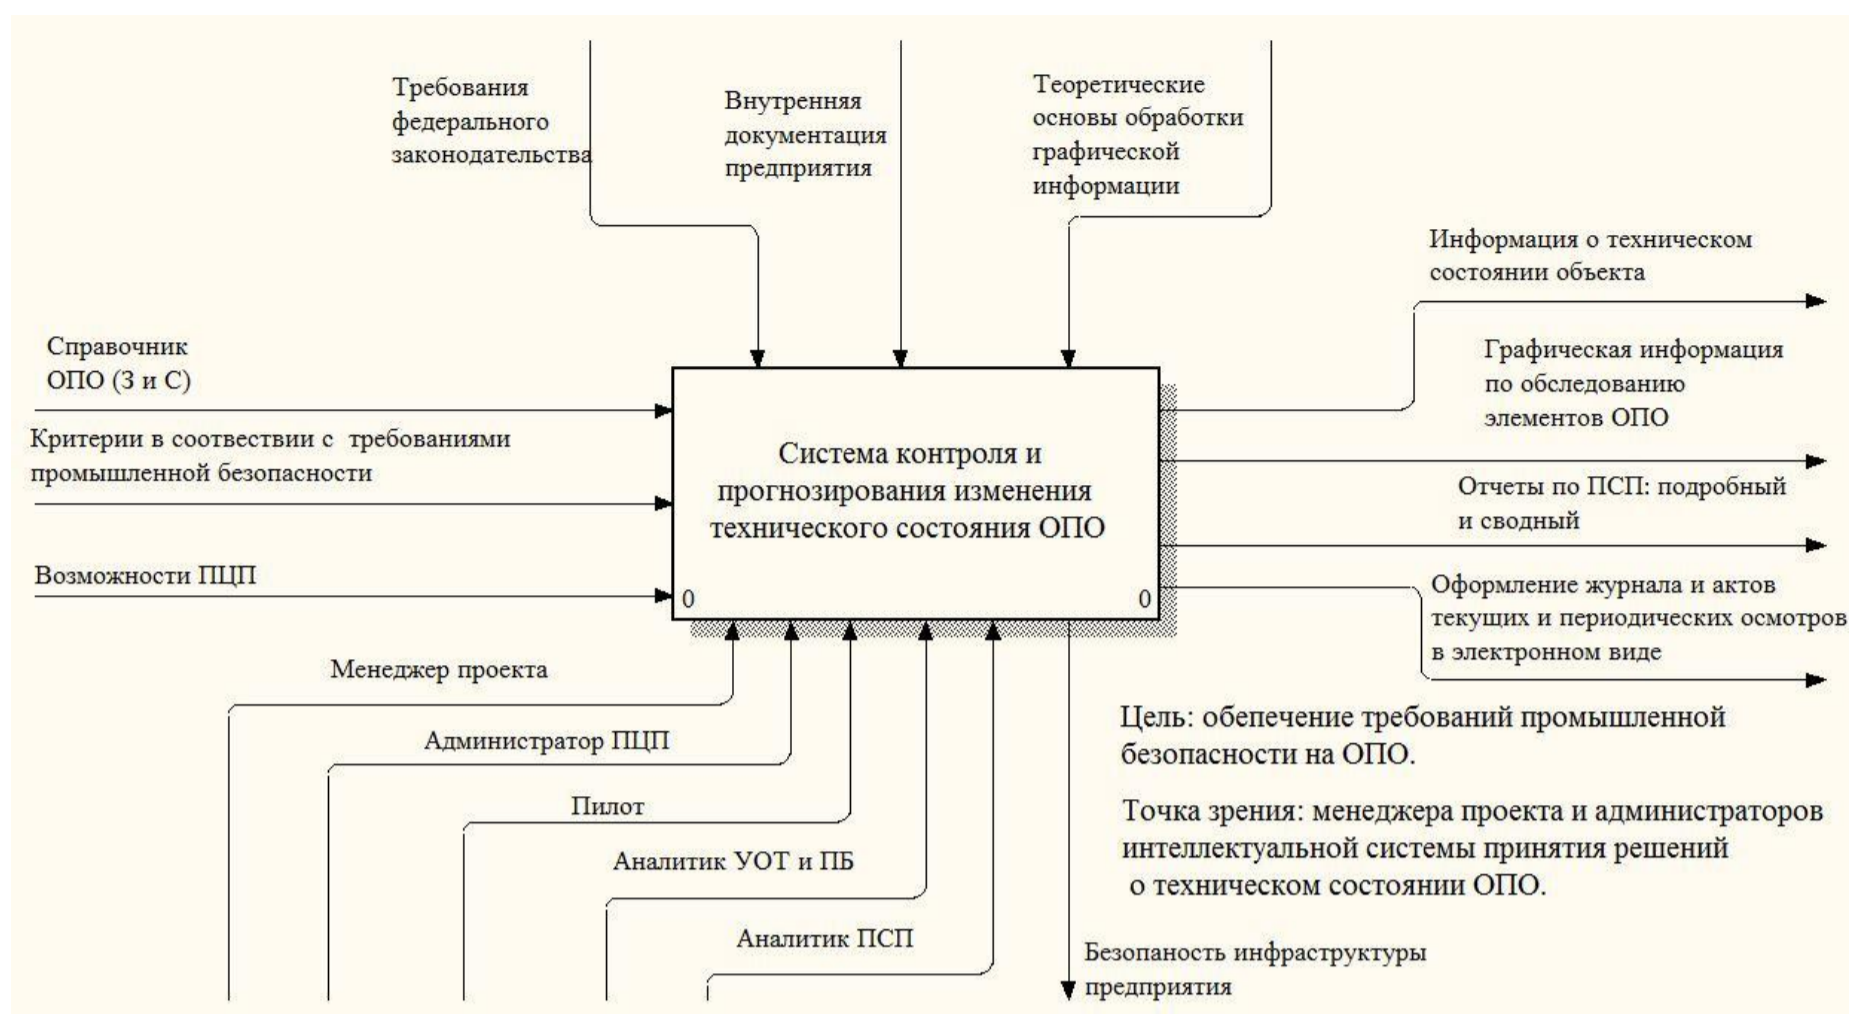 Требования
федерального
законодательства
Внутренняя
документация
предприятия
Теоретические
основы обработки
графической
информации
Справочник
ОПО (З и С)
Критерии в соотвествии с требованиями
промышленной безопасности
Возможности ПЦП
Система контроля и
прогнозирования изменения
технического состояния ОПО
0
0
Информация о техническом
состоянии объекта
Графическая информация
по обследованию
элементов ОПО
Отчеты по ПСП: подробный
и сводный
Оформление журнала и актов
текущих и периодических осмотров
в электронном виде
Менеджер проекта
Администратор ПЦП
Пилот
Аналитик УОТ и ПБ
Аналитик ПСП
Цель: обепечение требований промышленной
безопасности на ОПО.
Точка зрения: менеджера проекта и администраторов
интеллектуальной системы принятия решений
о техническом состоянии ОПО.
Безопаность инфраструктуры
предприятия